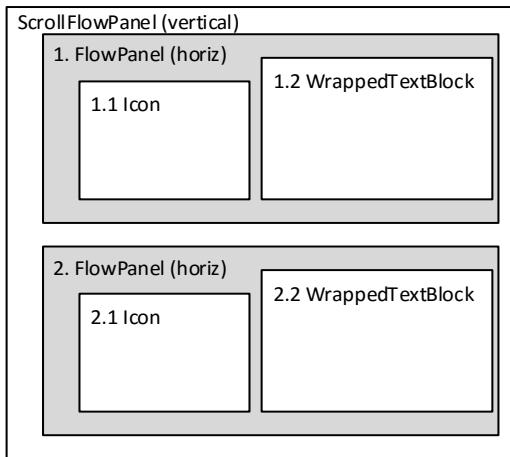 ScrollFlowPanel (vertical)
1. FlowPanel (horiz)
1.1 Icon
1.2 WrappedTextBlock
2. FlowPanel (horiz)
2.1 Icon
2.2 WrappedTextBlock